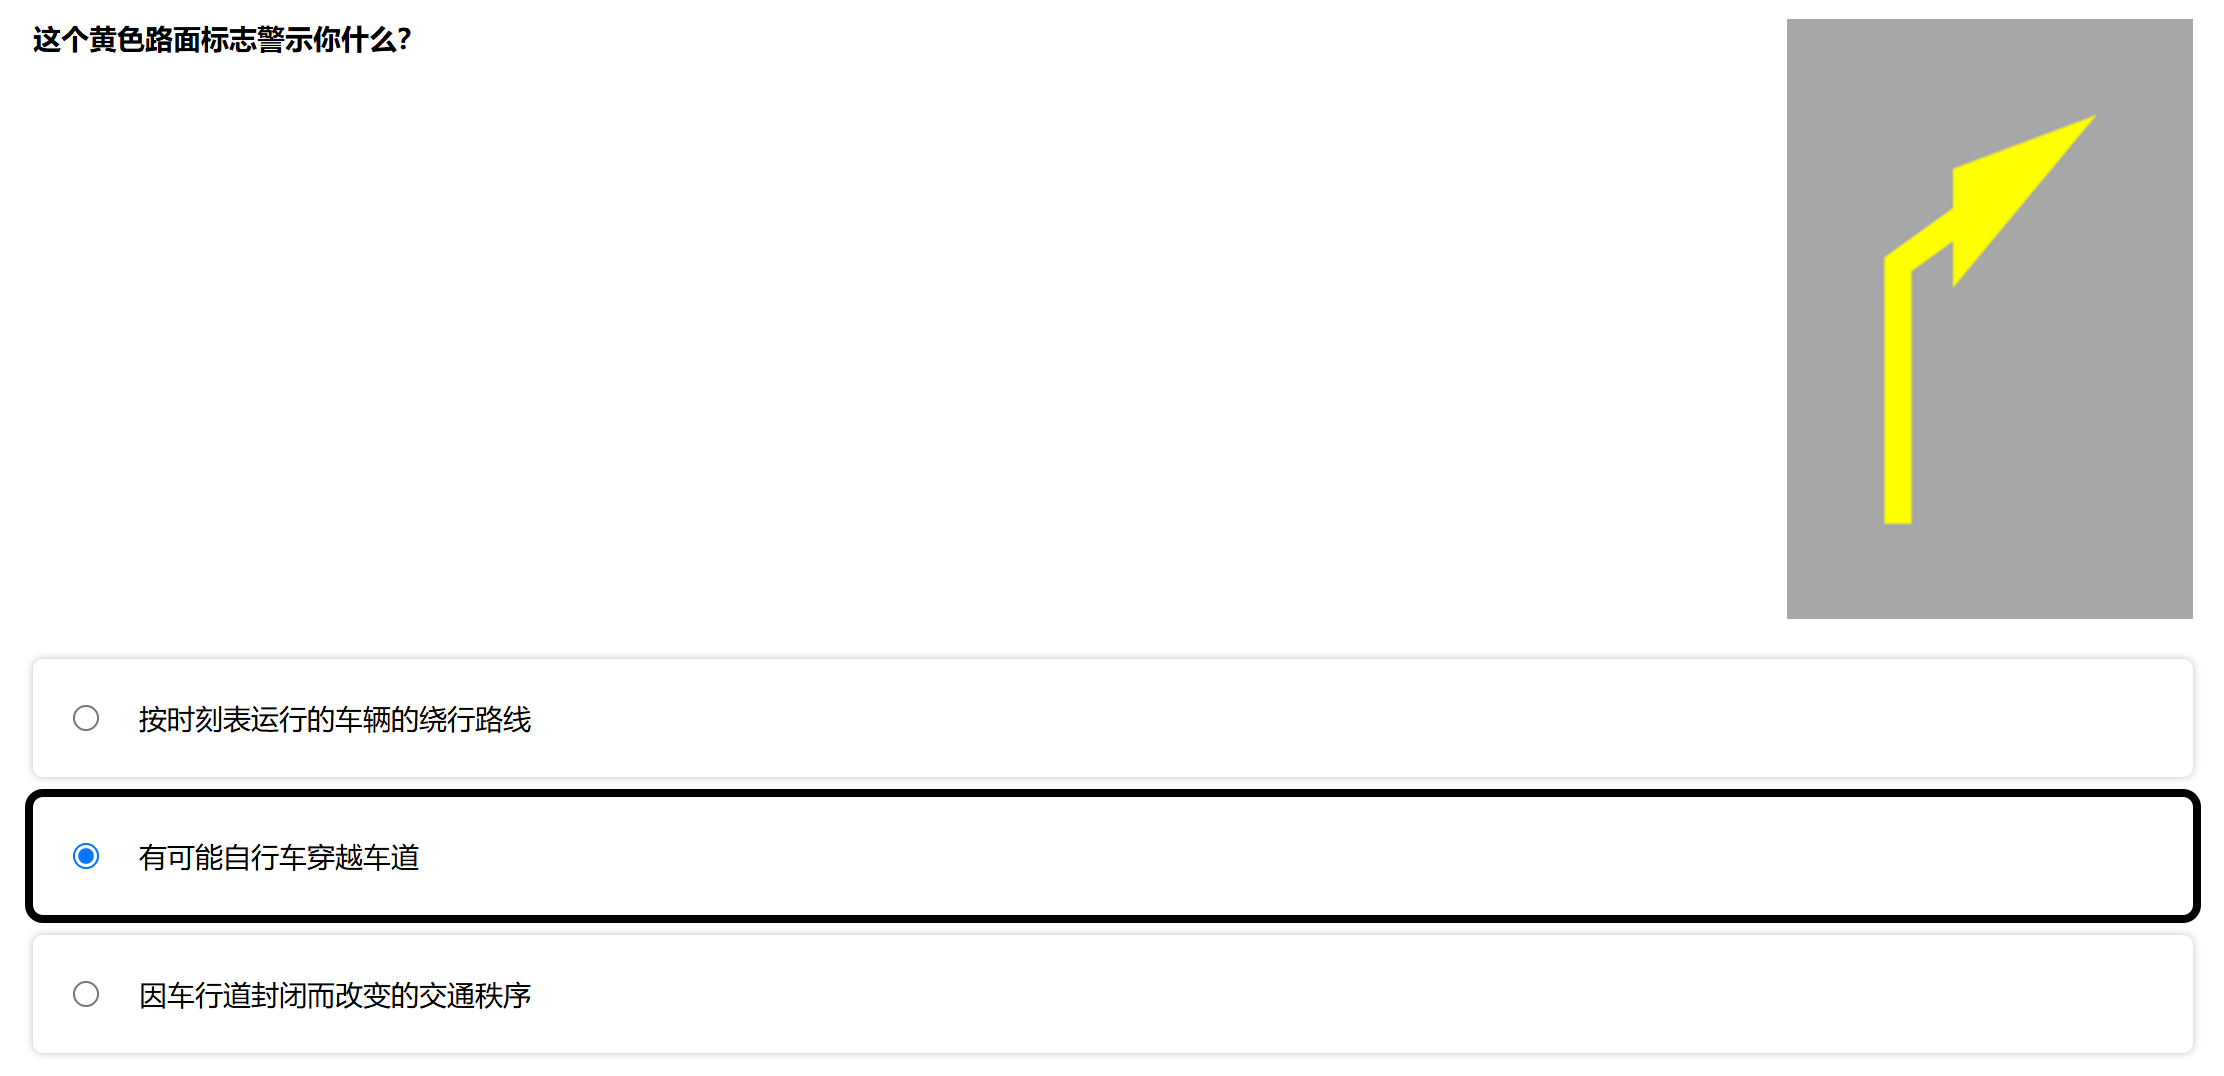 这个黄色路面标志警示你什么?
按时刻表运行的车辆的绕行路线
有可能自行车穿越车道
因车行道封闭而改变的交通秩序